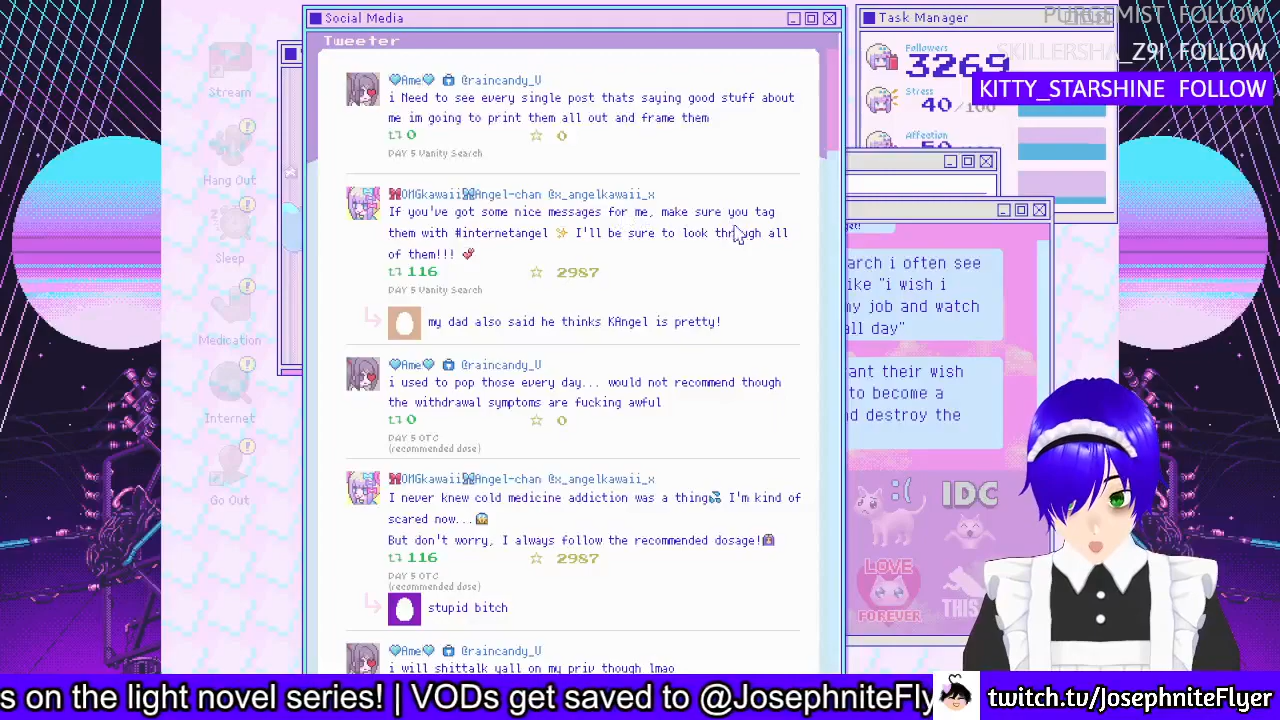 Social Media
Tweeter
🩵Ame🩵 🔒 @raincandy_U
i Need to see every single post thats saying good stuff about
me im going to print them all out and frame them
0
0
DAY 5 Vanity Search
🎀OMGkawaii🎀Angel-chan @x_angelkawaii_x
If you've got some nice messages for me, make sure you tag
them with #internetangel ✨ I'll be sure to look through all
of them!!! 💕
116
2987
DAY 5 Vanity Search
my dad also said he thinks KAngel is pretty!
🩵Ame🩵 🔒 @raincandy_U
i used to pop those every day... would not recommend though
the withdrawal symptoms are fucking awful
0
0
DAY 5 OTC
(recommended dose)
🎀OMGkawaii🎀Angel-chan @x_angelkawaii_x
I never knew cold medicine addiction was a thing💦 I'm kind of
scared now...😱
But don't worry, I always follow the recommended dosage!🙆
116
2987
DAY 5 OTC
(recommended dose)
stupid bitch
🩵Ame🩵 🔒 @raincandy_U
i will shittalk yall on my priv though lmao
Stream
Hang Out
Sleep
Medication
Internet
Go Out
Task Manager
Followers
3269
Stress
40/100
Affection
FOLLOW
FOLLOW
KITTY_STARSHINE FOLLOW
arch i often see
ike "i wish i
my job and watch
all day"
ant their wish
to become a
nd destroy the
:(
IDC
LOVE
FOREVER
THIS
s on the light novel series! | VODs get saved to @JosephniteFly
twitch.tv/JosephniteFlyer